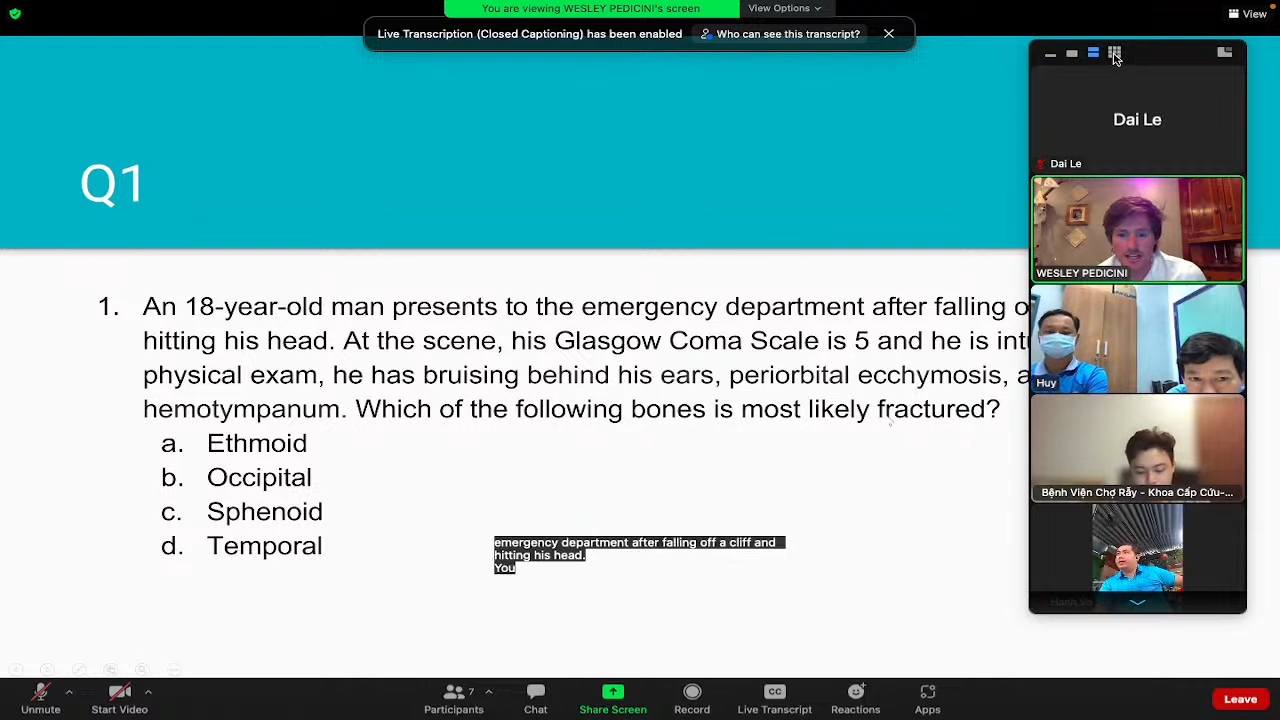 You are viewing WESLEY PEDICINI's screen
View Options
View
Live Transcription (Closed Captioning) has been enabled
Who can see this transcript?
Q1
1. An 18-year-old man presents to the emergency department after falling o
hitting his head. At the scene, his Glasgow Coma Scale is 5 and he is intu
physical exam, he has bruising behind his ears, periorbital ecchymosis, a
hemotympanum. Which of the following bones is most likely fractured?
a. Ethmoid
b. Occipital
c. Sphenoid
d. Temporal
emergency department after falling off a cliff and
hitting his head.
You
Dai Le
Dai Le
WESLEY PEDICINI
Huy
Bệnh Viện Chợ Rẫy - Khoa Cấp Cứu-...
Unmute
Start Video
Participants
7
Chat
Share Screen
Record
CC
Live Transcript
Reactions
Apps
Leave